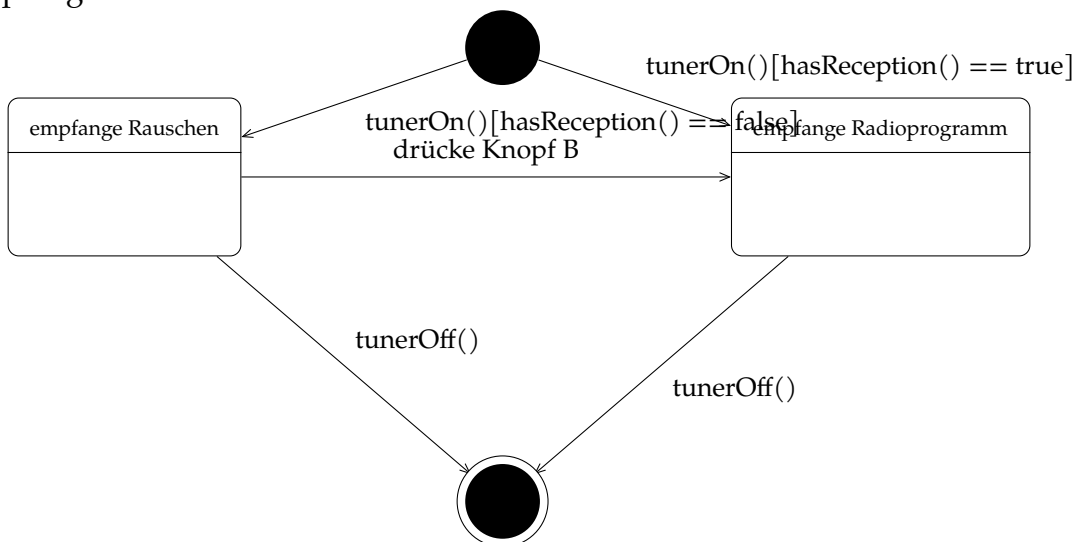 tunerOn()[hasReception() == true]
empfange Rauschen
tunerOn()[hasReception() == false]
empfange Radioprogramm
drücke Knopf B
tunerOff()
tunerOff()